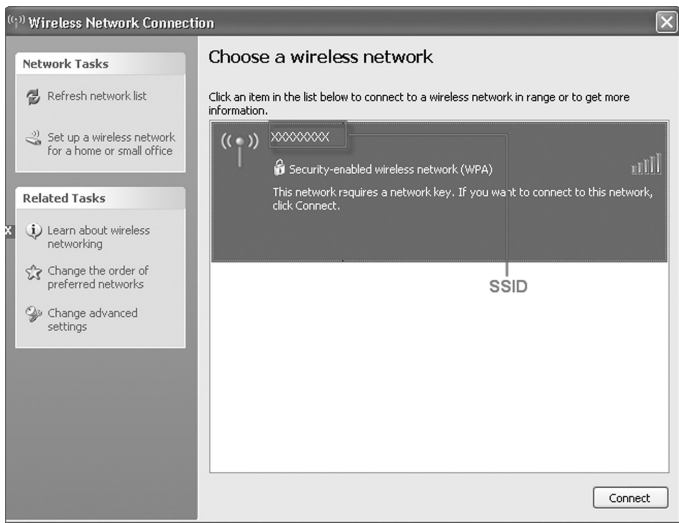 Wireless Network Connection
Network Tasks
Refresh network list
Set up a wireless network
for a home or small office
Related Tasks
Learn about wireless
networking
Change the order of
preferred networks
Change advanced
settings
Choose a wireless network
Click an item in the list below to connect to a wireless network in range or to get more
information.
XXXXXXXX
Security-enabled wireless network (WPA)
This network requires a network key. If you want to connect to this network,
click Connect.
SSID
Connect